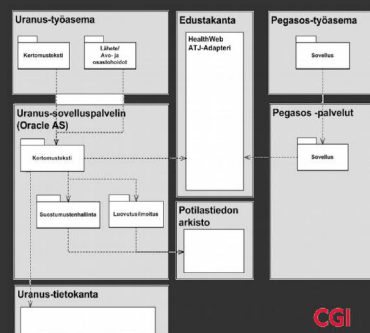 Uranus-työasema
Kertomusteksti
Lähete/
Avo- ja
osastohoidot
Edustakanta
HealthWeb
ATJ-Adapteri
Pegasos-työasema
Sovellus
Uranus-sovelluspalvelin
(Oracle AS)
Kertomusteksti
Suostumustenhallinta
Luovutusilmoitus
Pegasos -palvelut
Sovellus
Potilastiedon
arkisto
Uranus-tietokanta
CGI